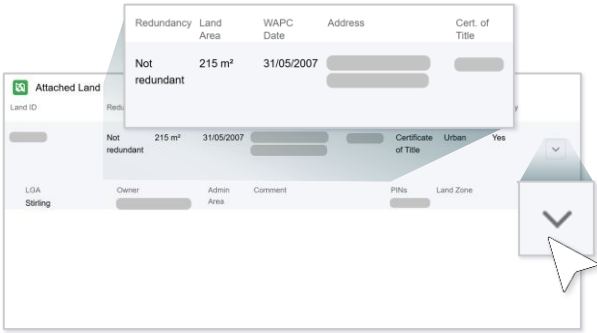 Redundancy Land Area WAPC Date Address Cert. of Title
Not redundant 215 m² 31/05/2007
Attached Land
Land ID
Not redundant 215 m² 31/05/2007 Certificate of Title Urban Yes
LGA Owner Admin Area Comment PINs Land Zone
Stirling